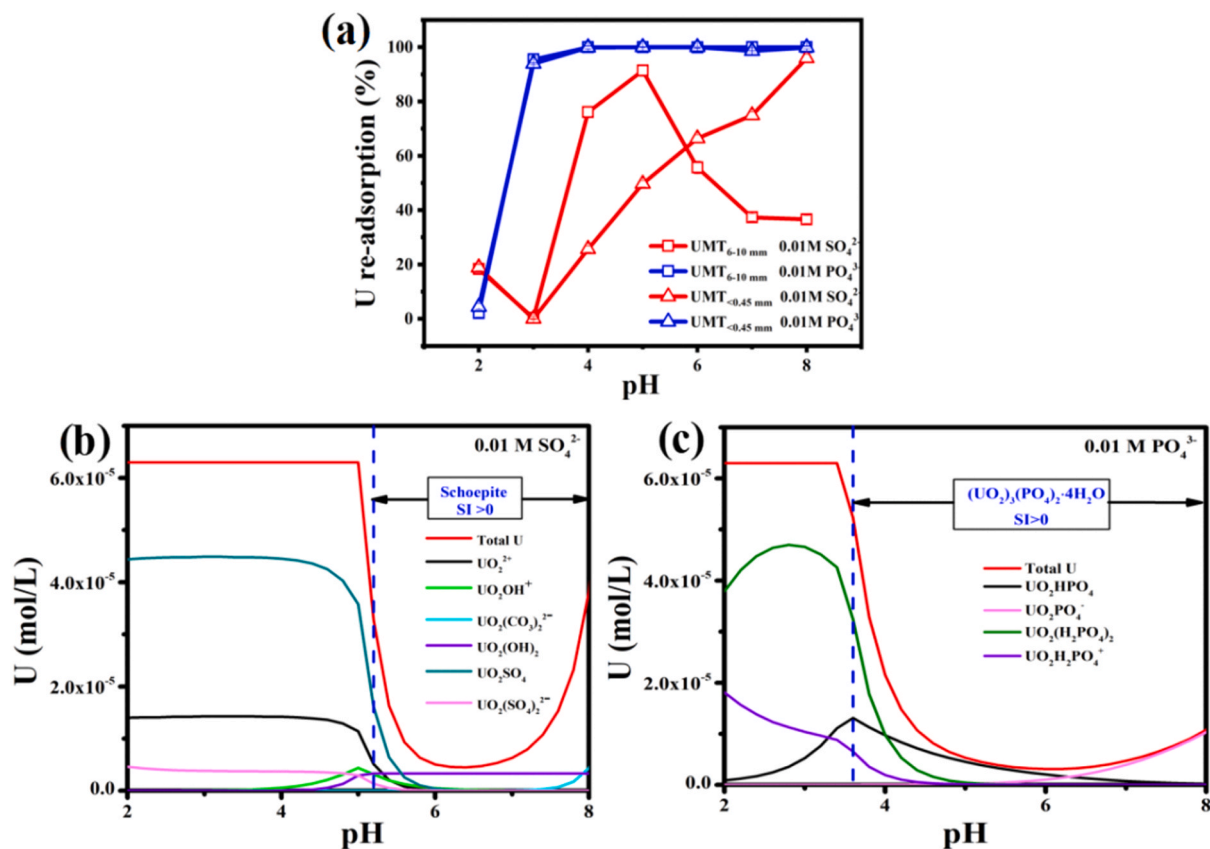 (a)
U re-adsorption (%)
100
80
60
40
20
0
UMT6-10 mm 0.01M SO₄²⁻
UMT6-10 mm 0.01M PO₄³⁻
UMT<0.45 mm 0.01M SO₄²⁻
UMT<0.45 mm 0.01M PO₄³
2 4 6 8
pH
(b)
0.01 M SO₄²⁻
U (mol/L)
6.0x10⁻⁵
4.0x10⁻⁵
2.0x10⁻⁵
0.0
Schoepite
SI >0
Total U
UO₂²⁺
UO₂OH⁺
UO₂(CO₃)₂²⁻
UO₂(OH)₂
UO₂SO₄
UO₂(SO₄)₂²⁻
2 4 6 8
pH
(c)
0.01 M PO₄³⁻
U (mol/L)
6.0x10⁻⁵
4.0x10⁻⁵
2.0x10⁻⁵
0.0
(UO₂)₃(PO₄)₂·4H₂O
SI>0
Total U
UO₂HPO₄
UO₂PO₄⁻
UO₂(H₂PO₄)₂
UO₂H₂PO₄⁺
2 4 6 8
pH